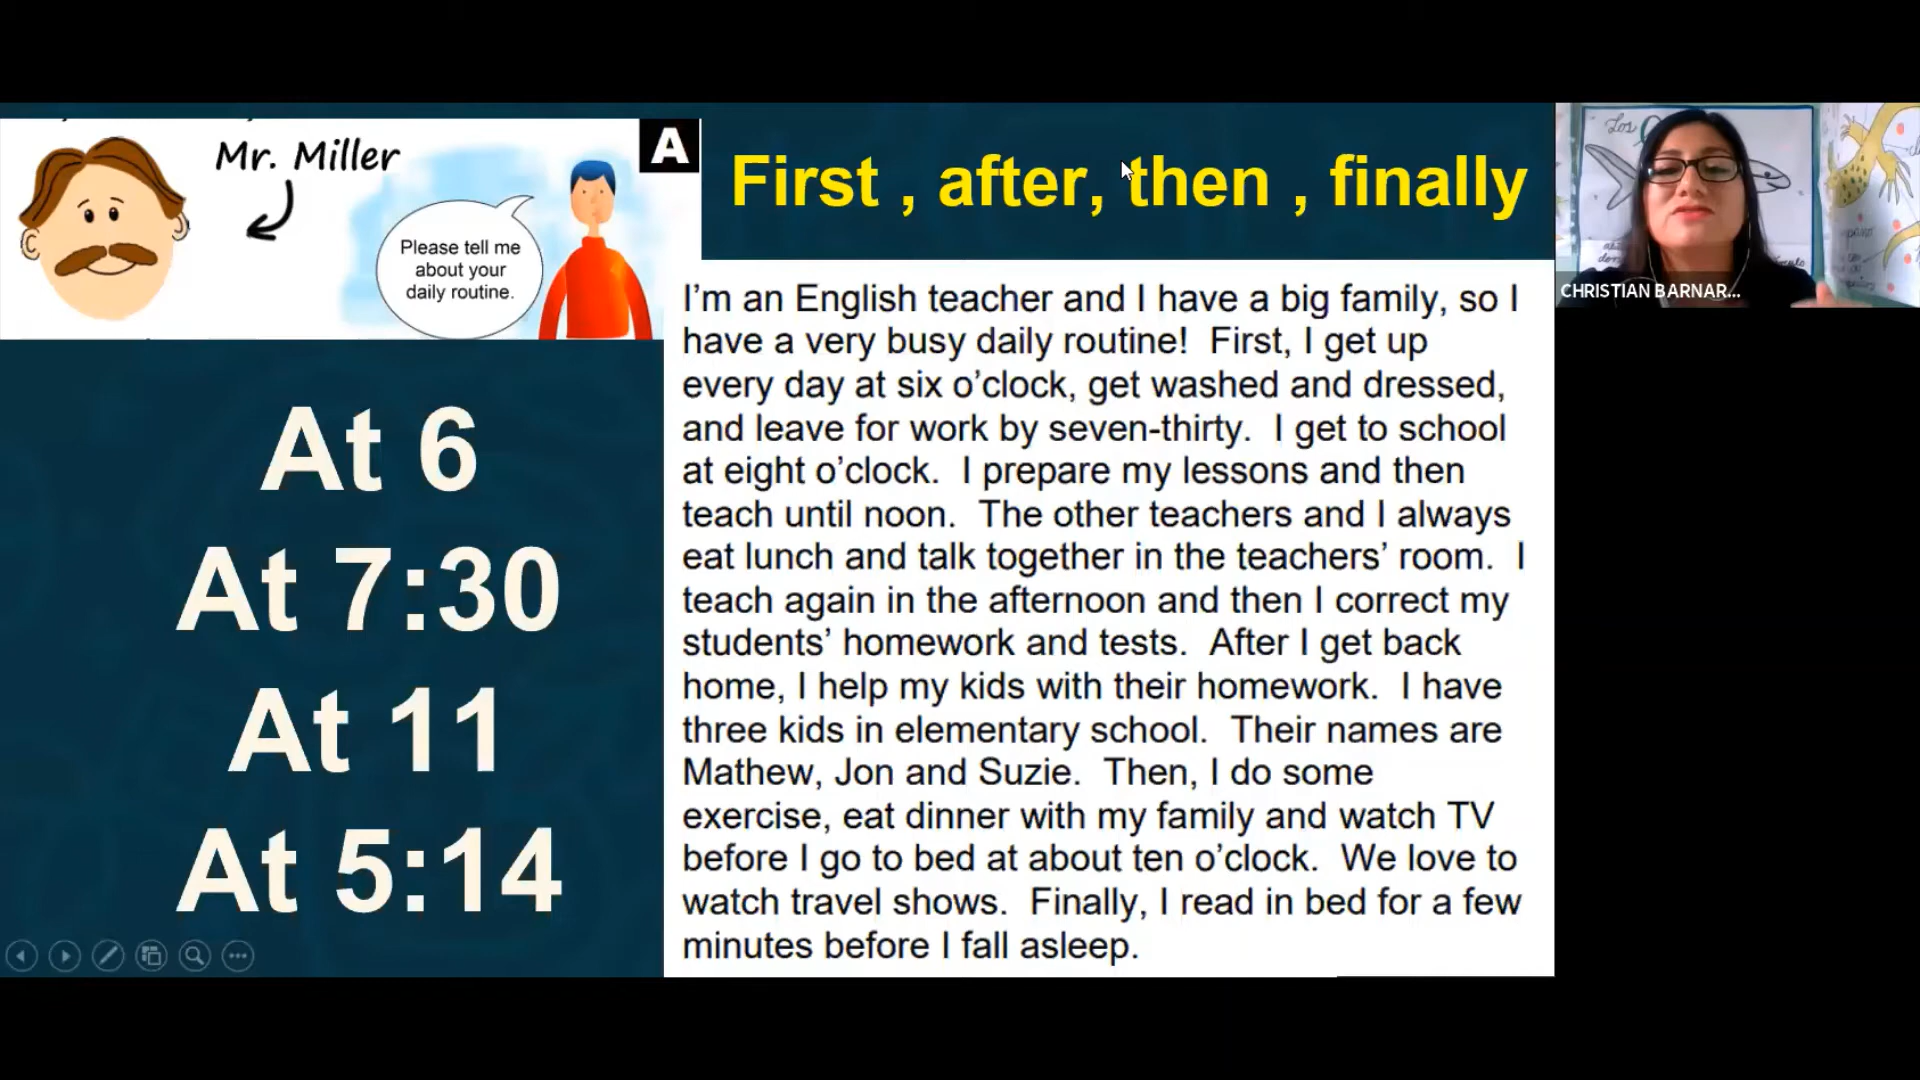 Mr. Miller
Please tell me
about your
daily routine.
A
First , after, then , finally
At 6
At 7:30
At 11
At 5:14
I’m an English teacher and I have a big family, so I
have a very busy daily routine!  First, I get up
every day at six o’clock, get washed and dressed,
and leave for work by seven-thirty.  I get to school
at eight o’clock.  I prepare my lessons and then
teach until noon.  The other teachers and I always
eat lunch and talk together in the teachers’ room.  I
teach again in the afternoon and then I correct my
students’ homework and tests.  After I get back
home, I help my kids with their homework.  I have
three kids in elementary school.  Their names are
Mathew, Jon and Suzie.  Then, I do some
exercise, eat dinner with my family and watch TV
before I go to bed at about ten o’clock.  We love to
watch travel shows.  Finally, I read in bed for a few
minutes before I fall asleep.
Los
CHRISTIAN BARNAR...